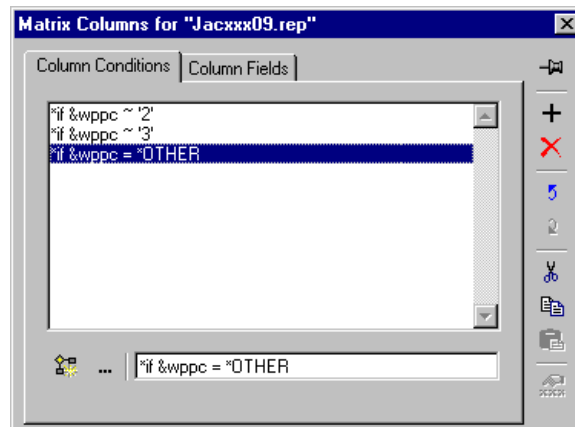 Matrix Columns for "Jacxxx09.rep"
Column Conditions
Column Fields
*if &wppc ~ '2'
*if &wppc ~ '3'
*if &wppc = *OTHER
... *if &wppc = *OTHER